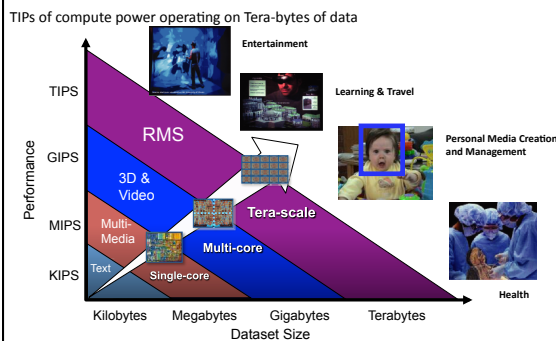 TIPs of compute power operating on Tera-bytes of data
Entertainment
Learning & Travel
Personal Media Creation
and Management
Health
Performance
TIPS
GIPS
MIPS
KIPS
RMS
3D &
Video
Multi-
Media
Text
Tera-scale
Multi-core
Single-core
Kilobytes
Megabytes
Gigabytes
Terabytes
Dataset Size